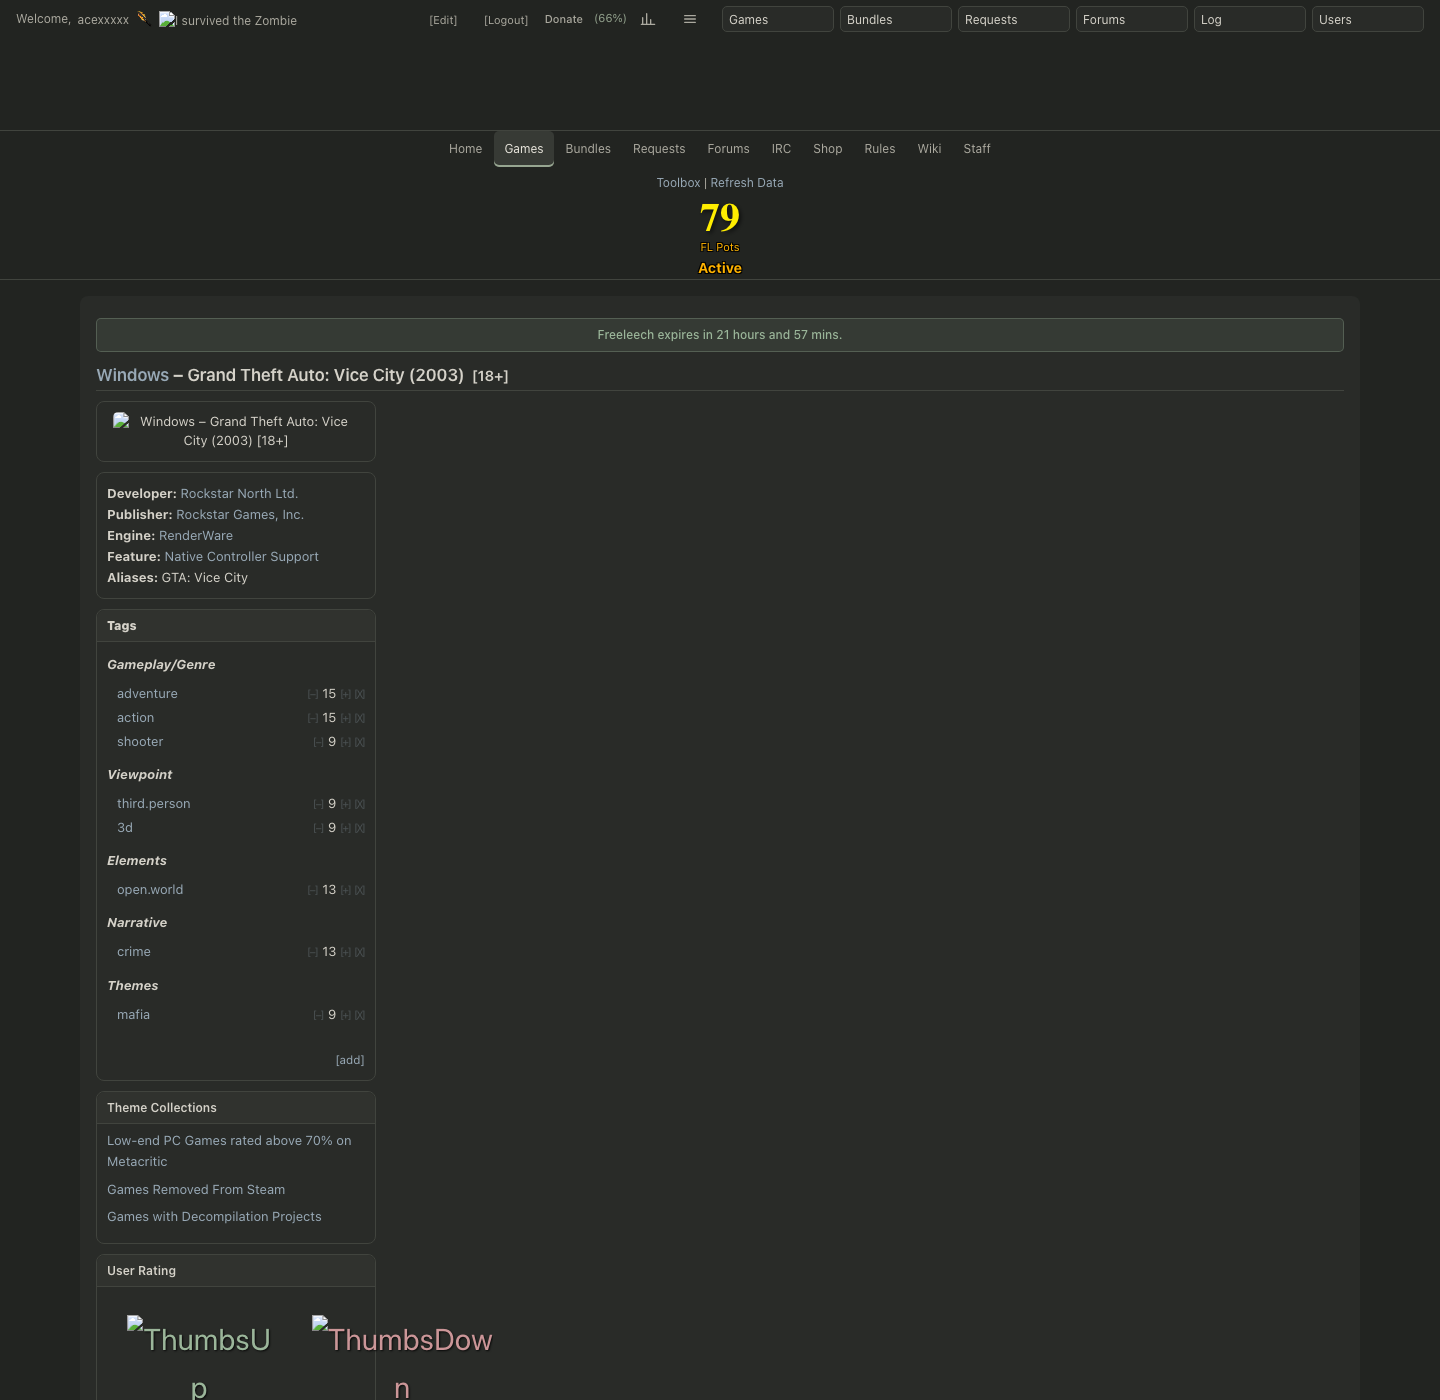 Welcome, acexxxxx I survived the Zombie [Edit] [Logout] Donate (66%) Games Bundles Requests Forums Log Users
Home Games Bundles Requests Forums IRC Shop Rules Wiki Staff
Toolbox | Refresh Data
79
FL Pots
Active
Freeleech expires in 21 hours and 57 mins.
Windows – Grand Theft Auto: Vice City (2003) [18+]
Windows – Grand Theft Auto: Vice
City (2003) [18+]
Developer: Rockstar North Ltd.
Publisher: Rockstar Games, Inc.
Engine: RenderWare
Feature: Native Controller Support
Aliases: GTA: Vice City
Tags
Gameplay/Genre
adventure [–] 15 [+] [X]
action [–] 15 [+] [X]
shooter [–] 9 [+] [X]
Viewpoint
third.person [–] 9 [+] [X]
3d [–] 9 [+] [X]
Elements
open.world [–] 13 [+] [X]
Narrative
crime [–] 13 [+] [X]
Themes
mafia [–] 9 [+] [X]
[add]
Theme Collections
Low-end PC Games rated above 70% on
Metacritic
Games Removed From Steam
Games with Decompilation Projects
User Rating
ThumbsU ThumbsDow
p n